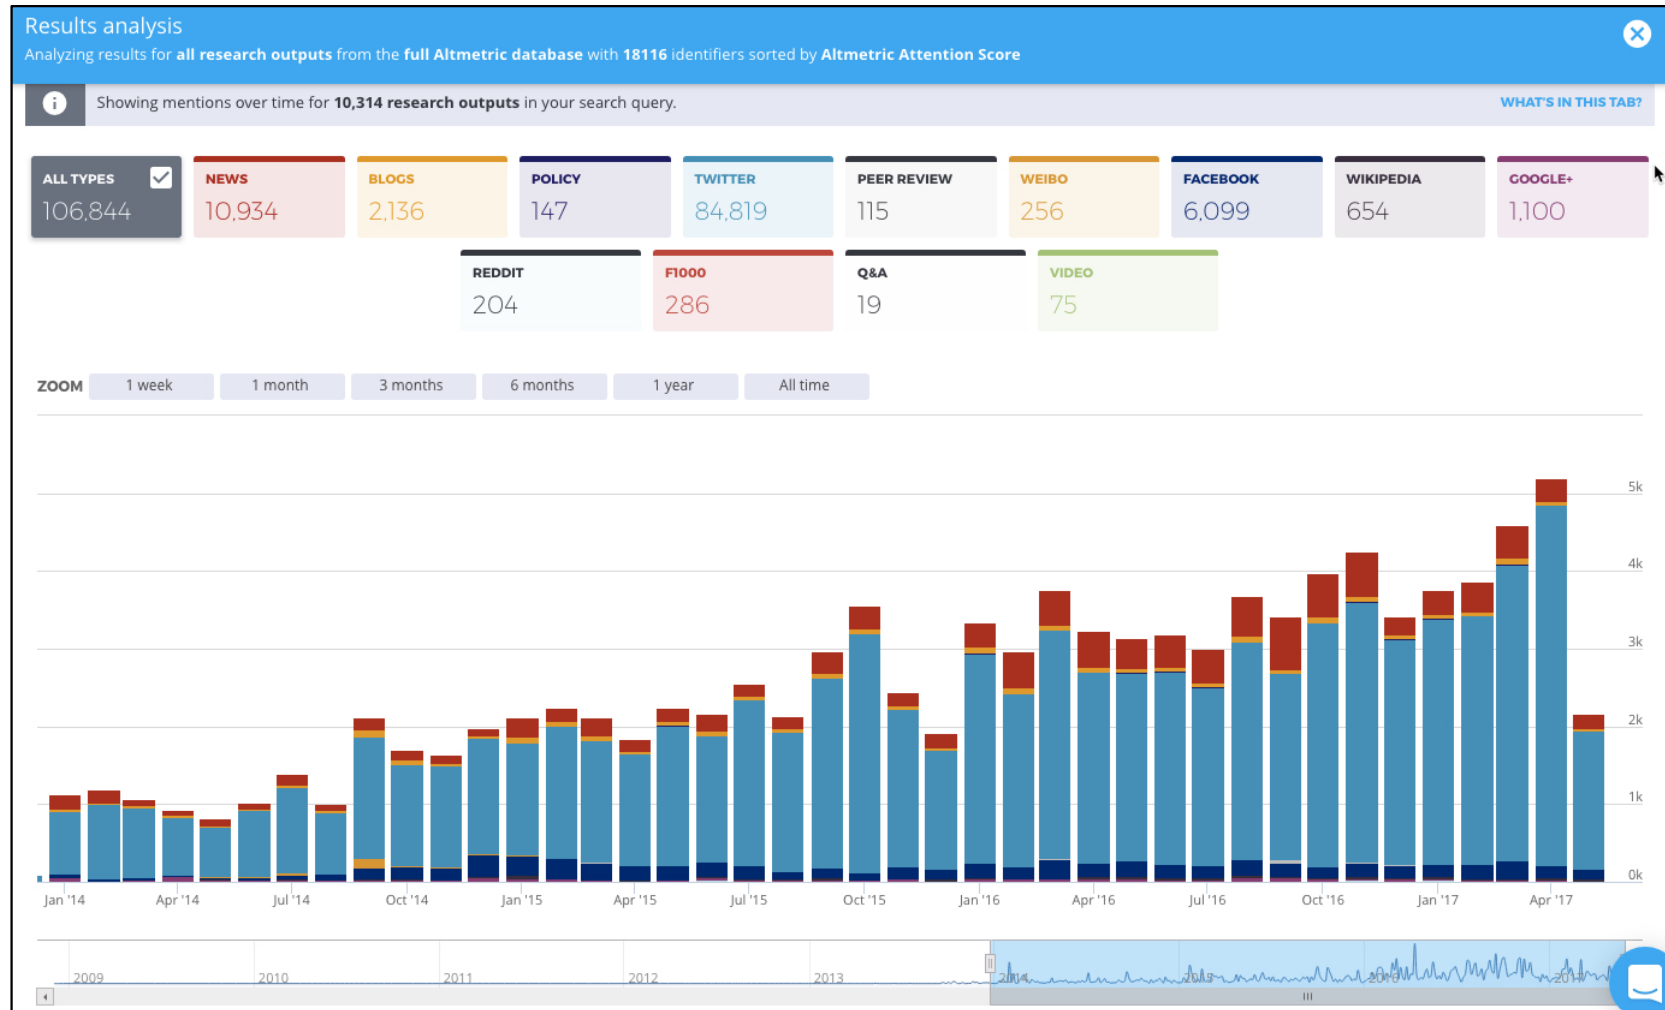 Results analysis
Analyzing results for all research outputs from the full Altmetric database with 18116 identifiers sorted by Altmetric Attention Score
i Showing mentions over time for 10,314 research outputs in your search query. WHAT'S IN THIS TAB?
ALL TYPES NEWS BLOGS POLICY TWITTER PEER REVIEW WEIBO FACEBOOK WIKIPEDIA GOOGLE+
106,844 10,934 2,136 147 84,819 115 256 6,099 654 1,100
REDDIT F1000 Q&A VIDEO
204 286 19 75
ZOOM 1 week 1 month 3 months 6 months 1 year All time
5k
4k
3k
2k
1k
0k
Jan '14 Apr '14 Jul '14 Oct '14 Jan '15 Apr '15 Jul '15 Oct '15 Jan '16 Apr '16 Jul '16 Oct '16 Jan '17 Apr '17
2009 2010 2011 2012 2013 2014 2015 2016 2017